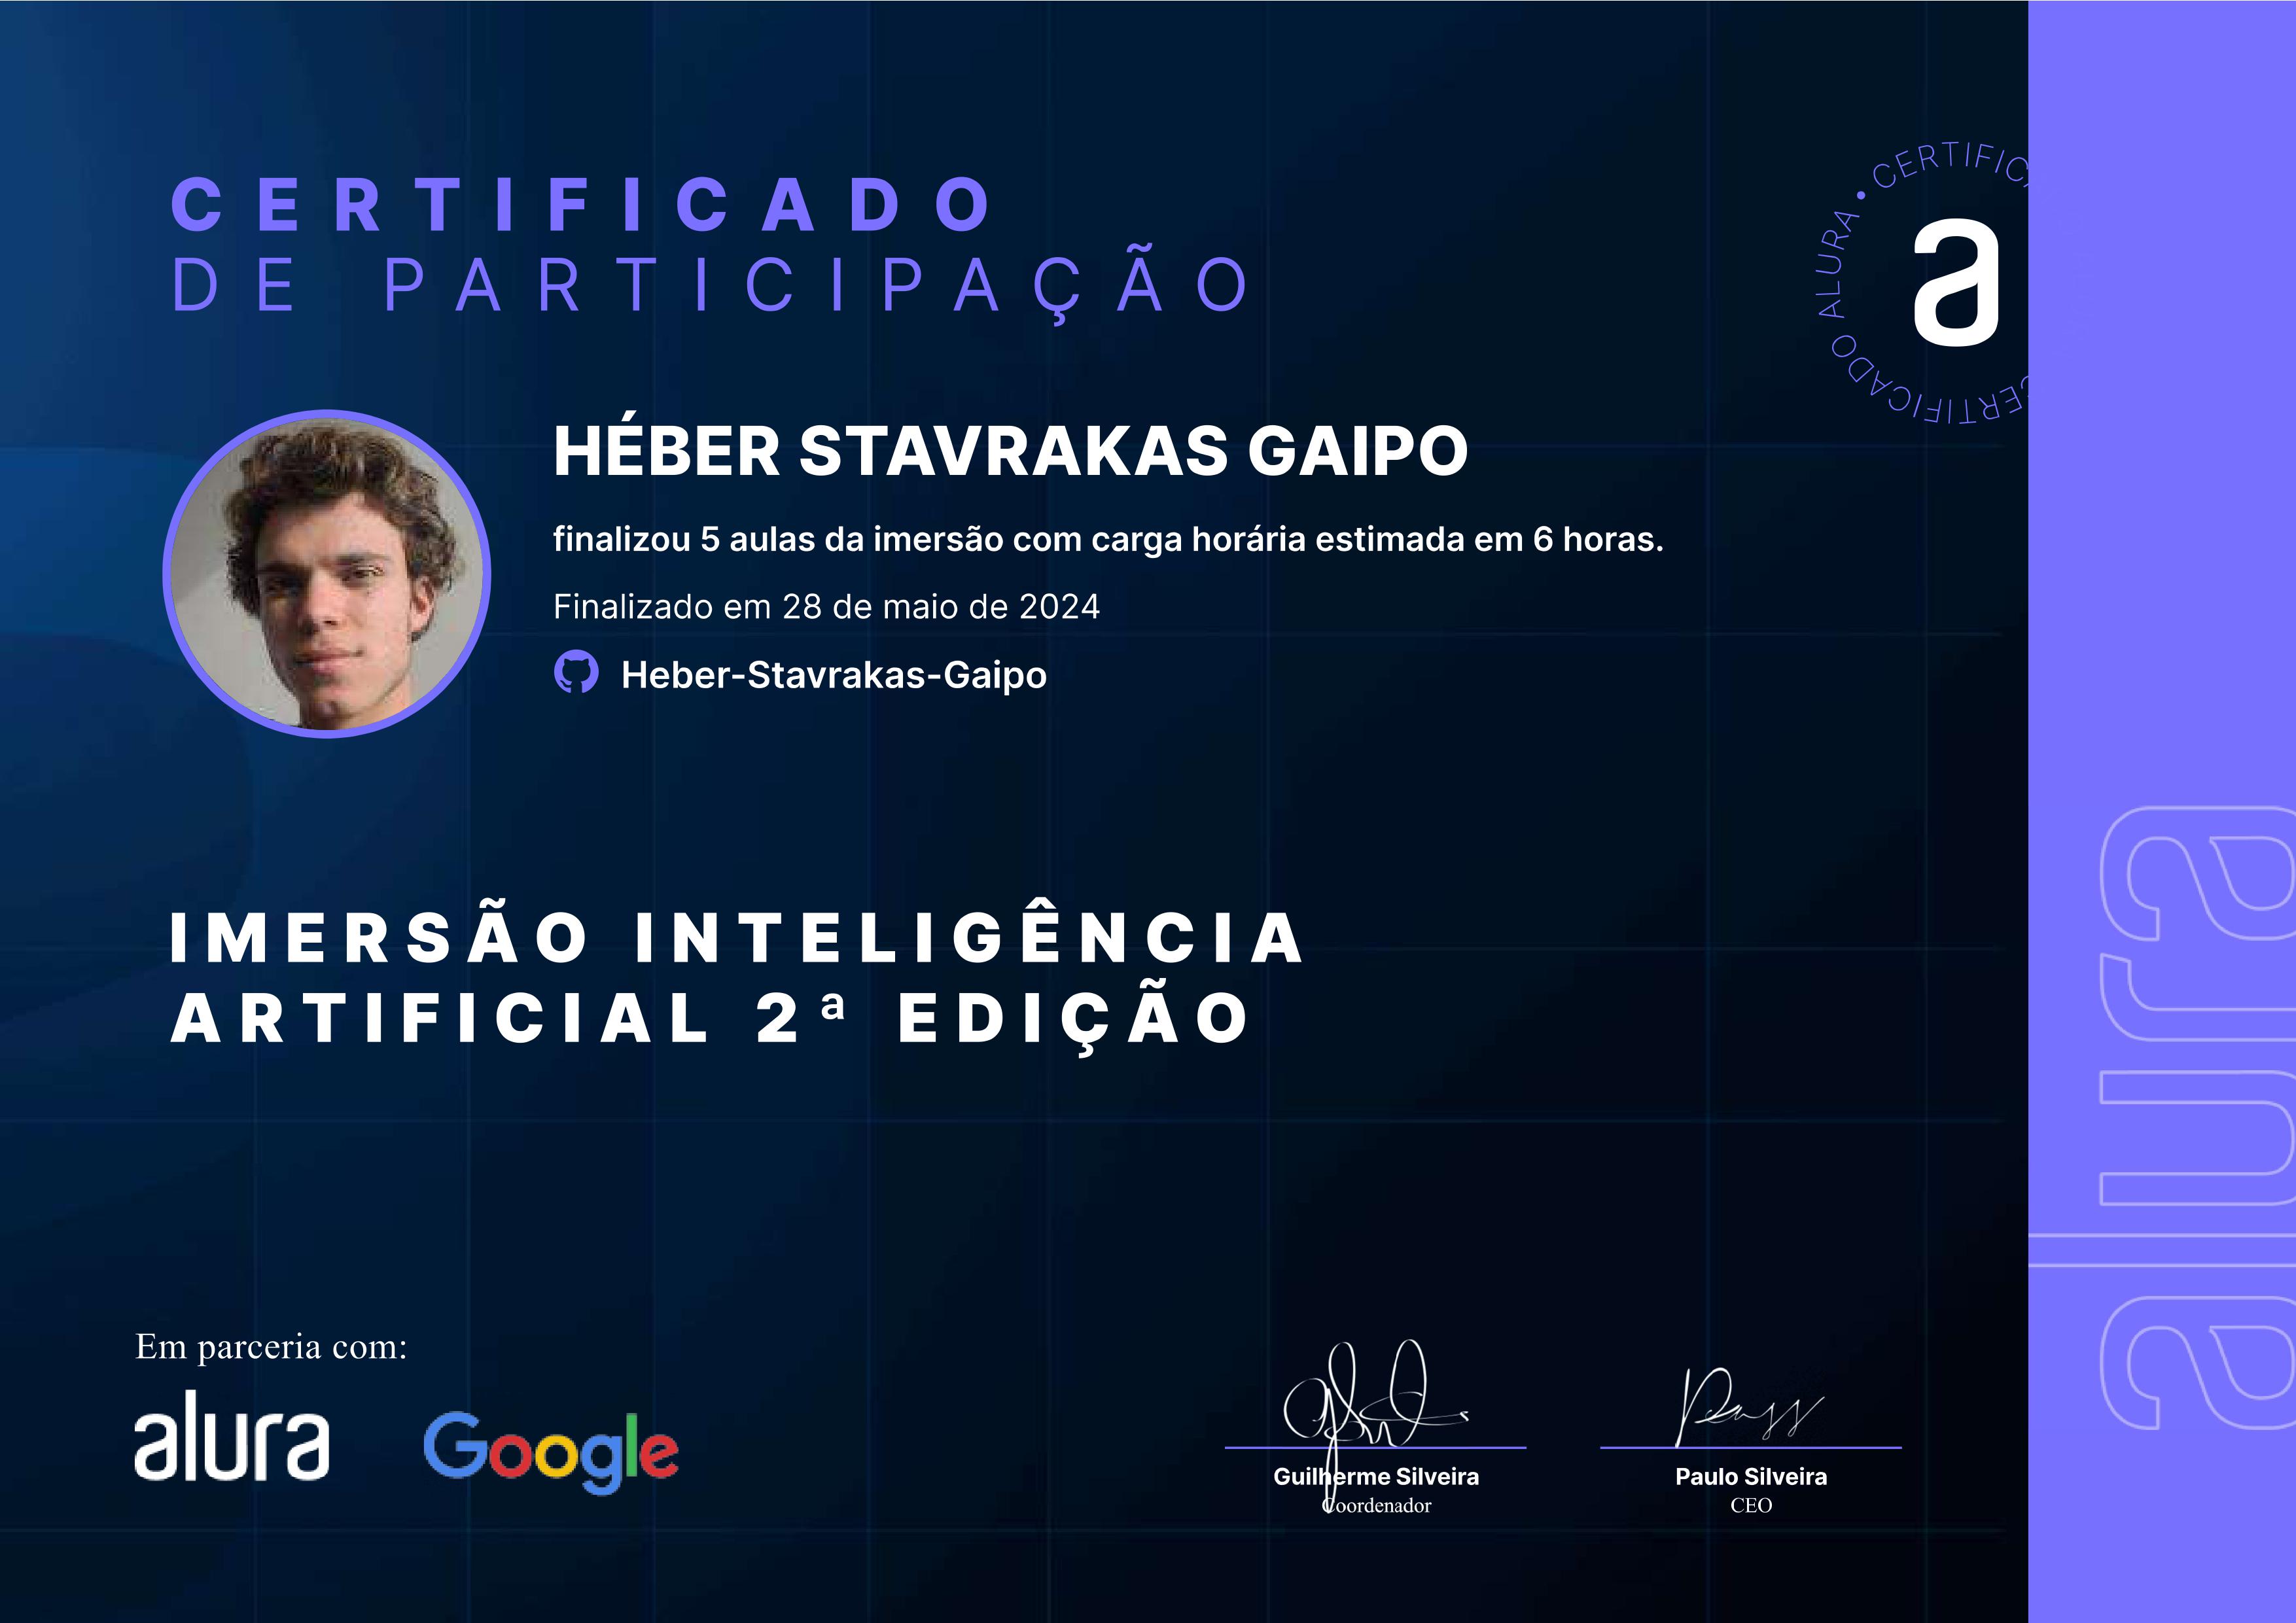 CERTIFICADO
DE PARTICIPAÇÃO
CERTIFICADO ALURA • CERTIFICA
a
HÉBER STAVRAKAS GAIPO
finalizou 5 aulas da imersão com carga horária estimada em 6 horas.
Finalizado em 28 de maio de 2024
Heber-Stavrakas-Gaipo
IMERSÃO INTELIGÊNCIA
ARTIFICIAL 2ª EDIÇÃO
Em parceria com:
alura Google
Guilherme Silveira
Coordenador
Paulo Silveira
CEO
alura